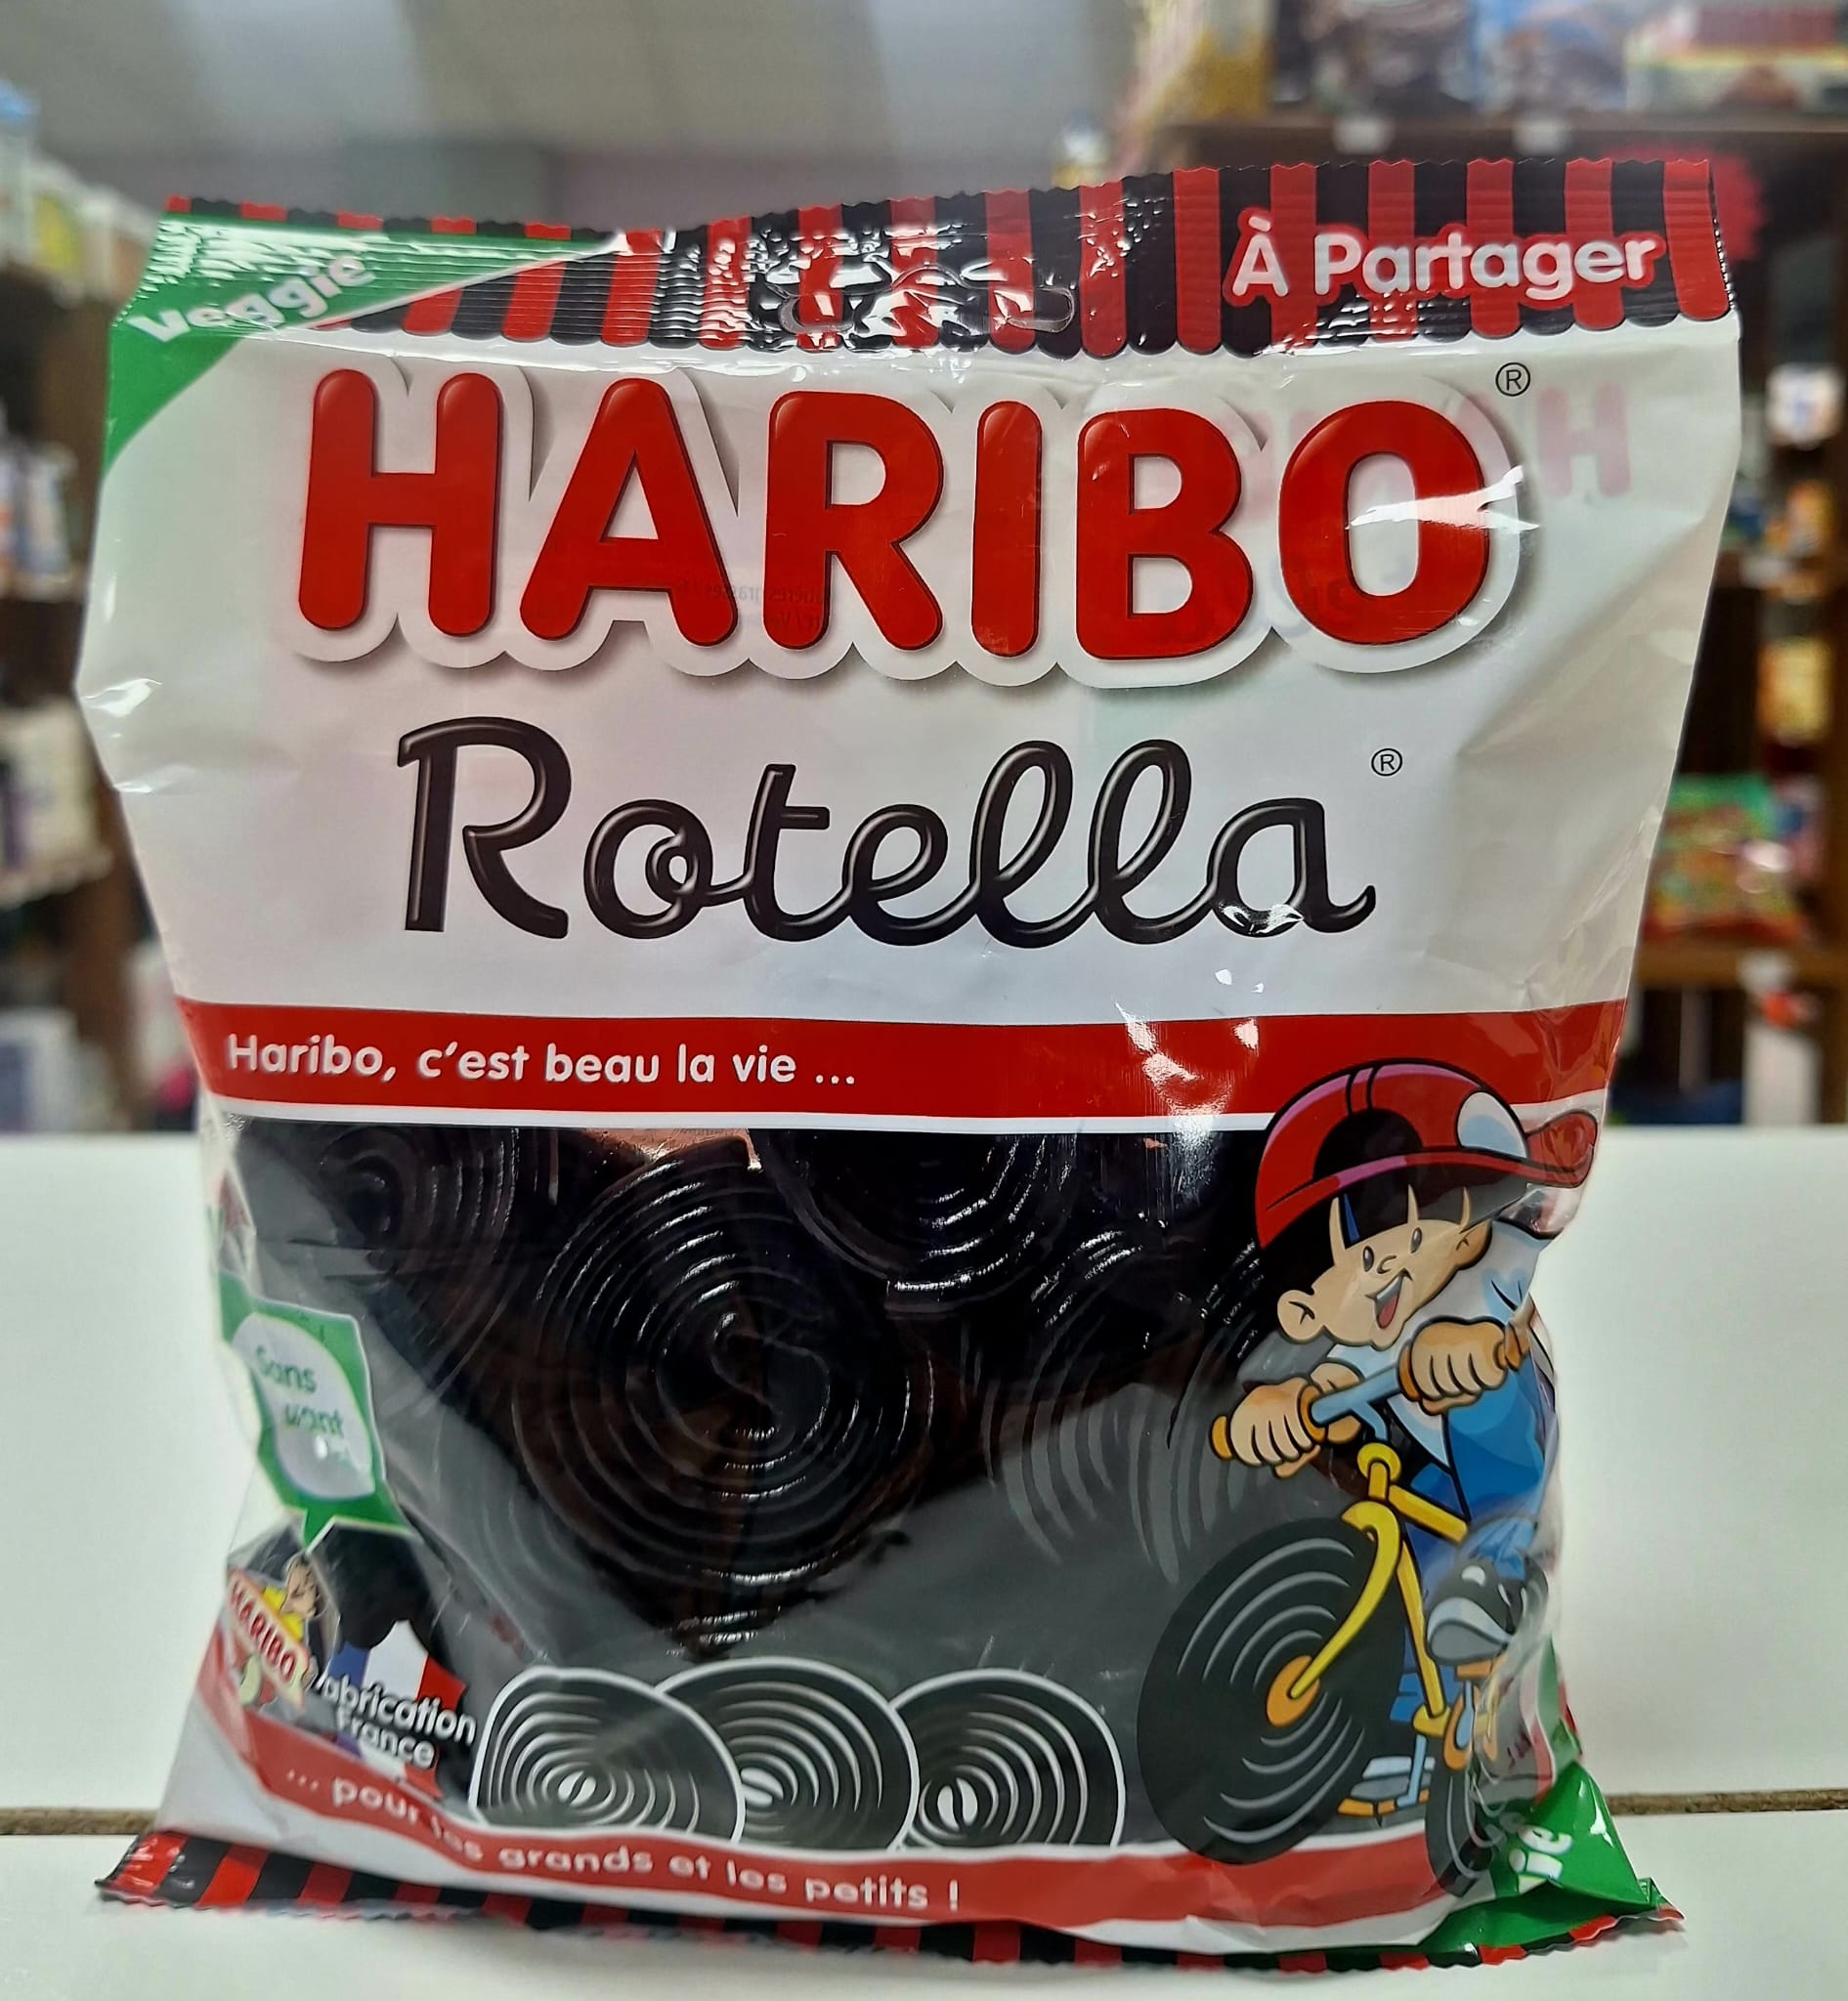 Veggie
À Partager
HARIBO®
Rotella®
Haribo, c'est beau la vie ...
Sans
HARIBO
Fabrication
France
... pour les grands et les petits !